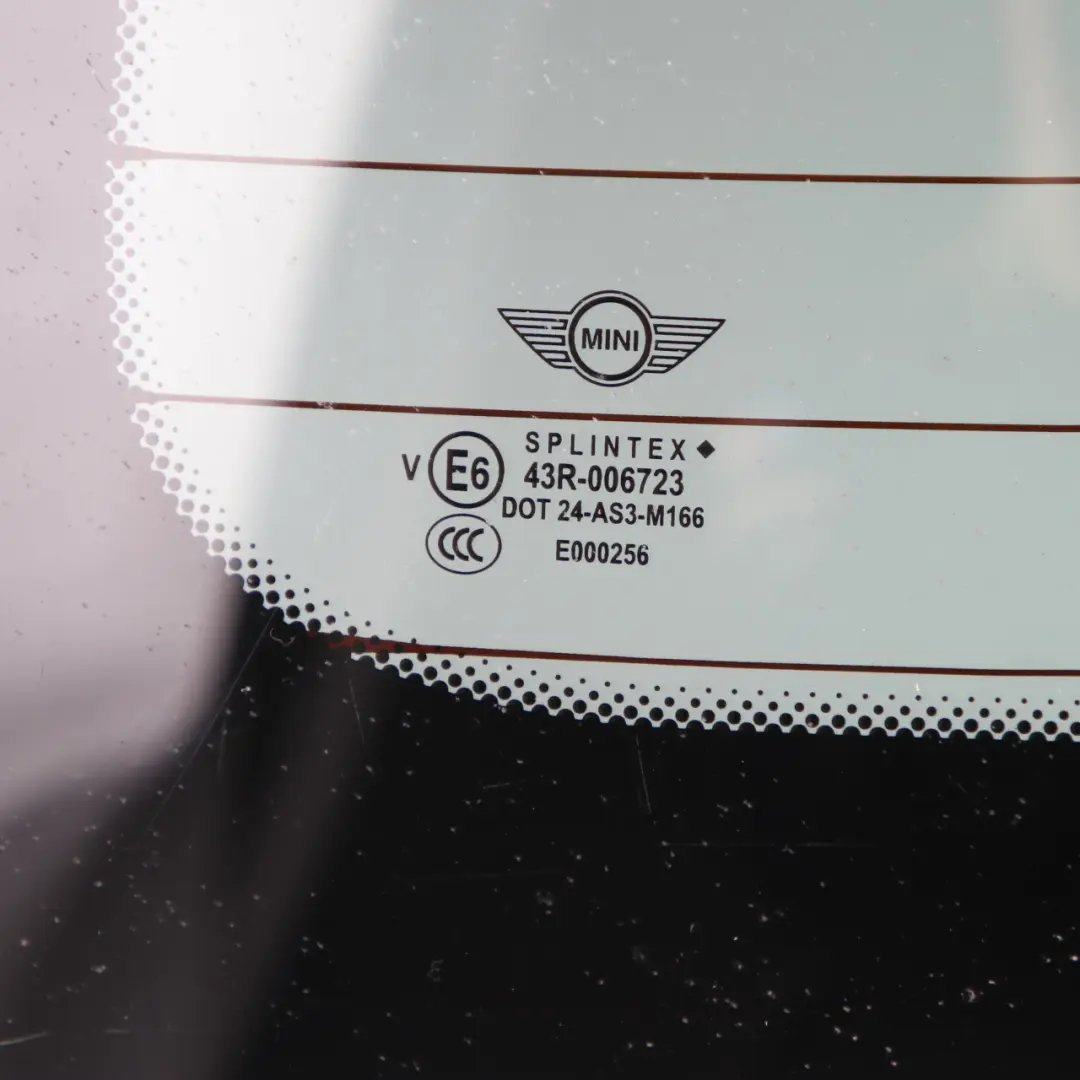 MINI
SPLINTEX◆
V E6 43R-006723
DOT 24-AS3-M166
CCC E000256